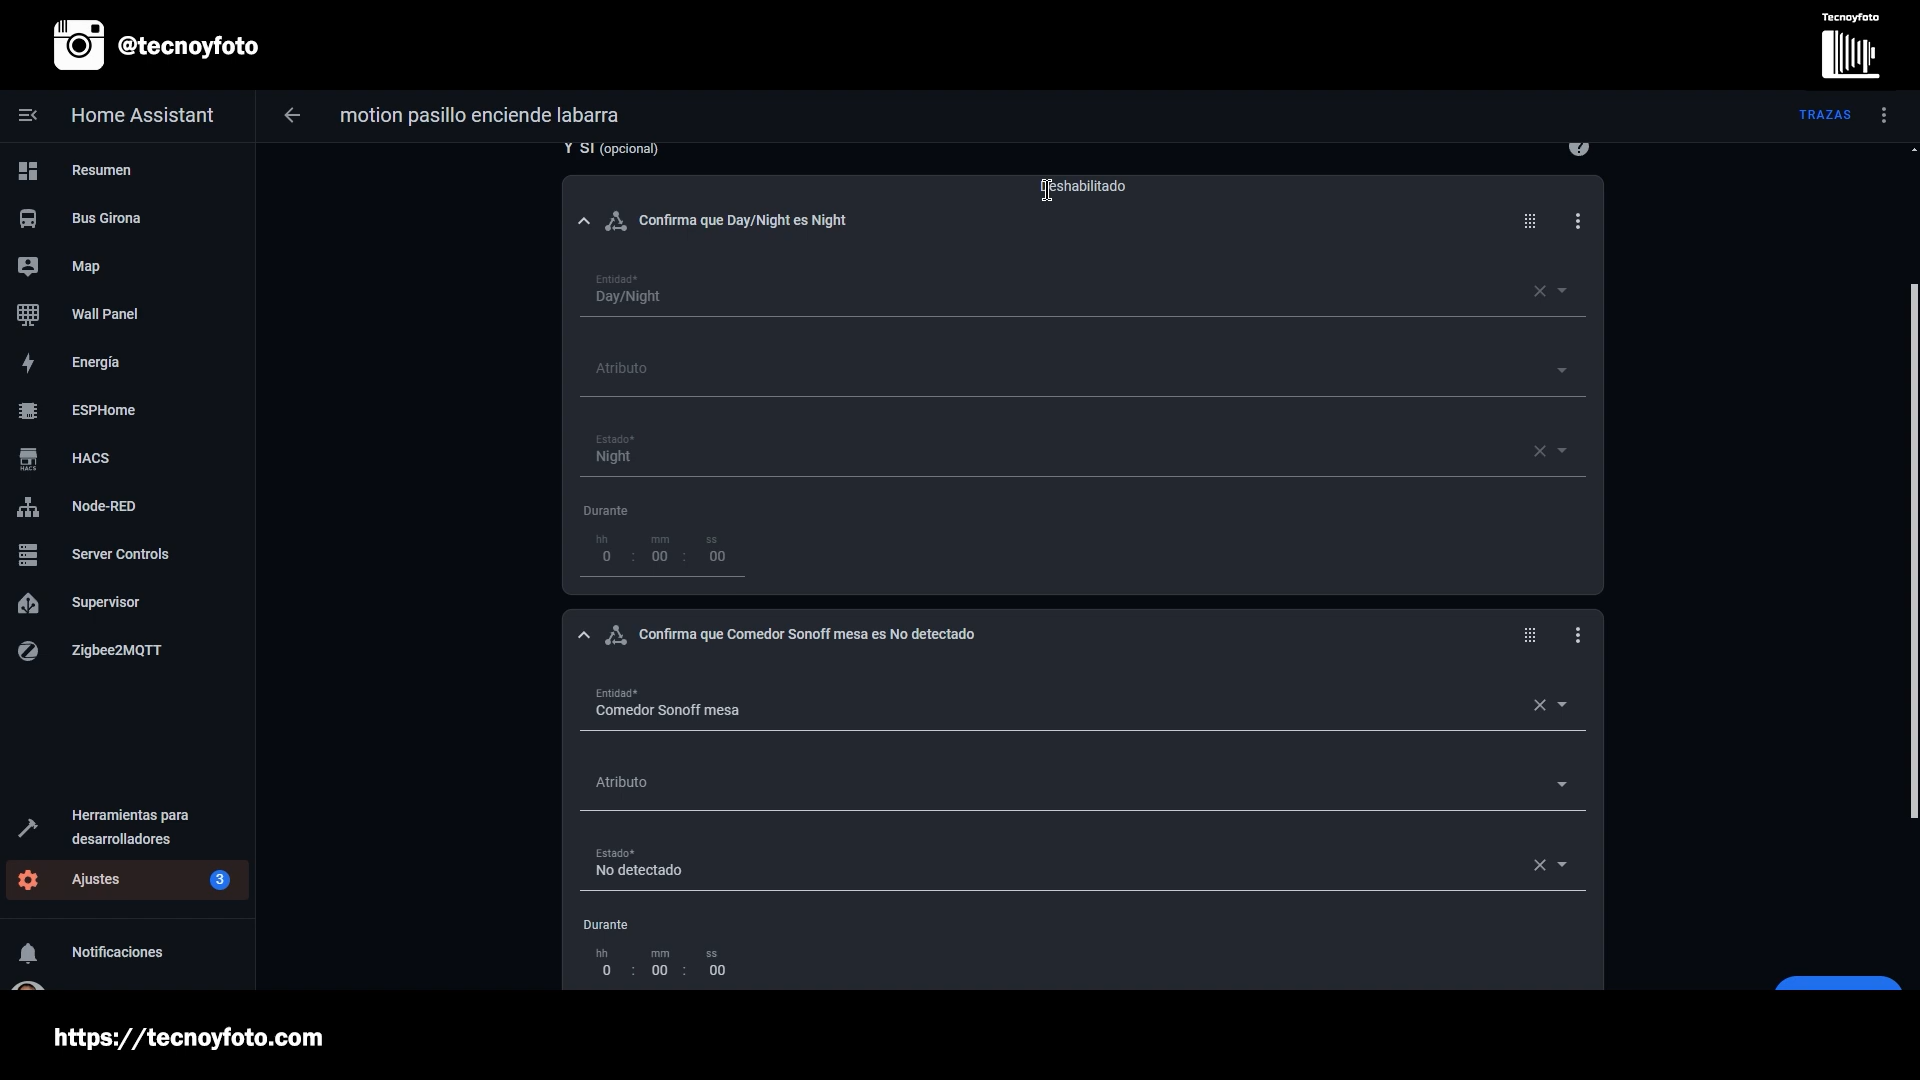 @tecnoyfoto
Tecnoyfoto
Home Assistant
motion pasillo enciende labarra
TRAZAS
Resumen
Bus Girona
Map
Wall Panel
Energía
ESPHome
HACS
HACS
Node-RED
Server Controls
Supervisor
Zigbee2MQTT
Herramientas para
desarrolladores
Ajustes
3
Notificaciones
Y SI (opcional)
?
Deshabilitado
Confirma que Day/Night es Night
Entidad*
Day/Night
Atributo
Estado*
Night
Durante
hh mm ss
0 : 00 : 00
Confirma que Comedor Sonoff mesa es No detectado
Entidad*
Comedor Sonoff mesa
Atributo
Estado*
No detectado
Durante
hh mm ss
0 : 00 : 00
https://tecnoyfoto.com